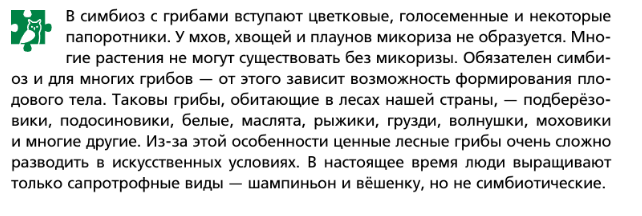 В симбиоз с грибами вступают цветковые, голосеменные и некоторые
папоротники. У мхов, хвощей и плаунов микориза не образуется. Мно-
гие растения не могут существовать без микоризы. Обязателен симби-
оз и для многих грибов — от этого зависит возможность формирования пло-
дового тела. Таковы грибы, обитающие в лесах нашей страны, — подберёзо-
вики, подосиновики, белые, маслята, рыжики, грузди, волнушки, моховики
и многие другие. Из-за этой особенности ценные лесные грибы очень сложно
разводить в искусственных условиях. В настоящее время люди выращивают
только сапротрофные виды — шампиньон и вёшенку, но не симбиотические.